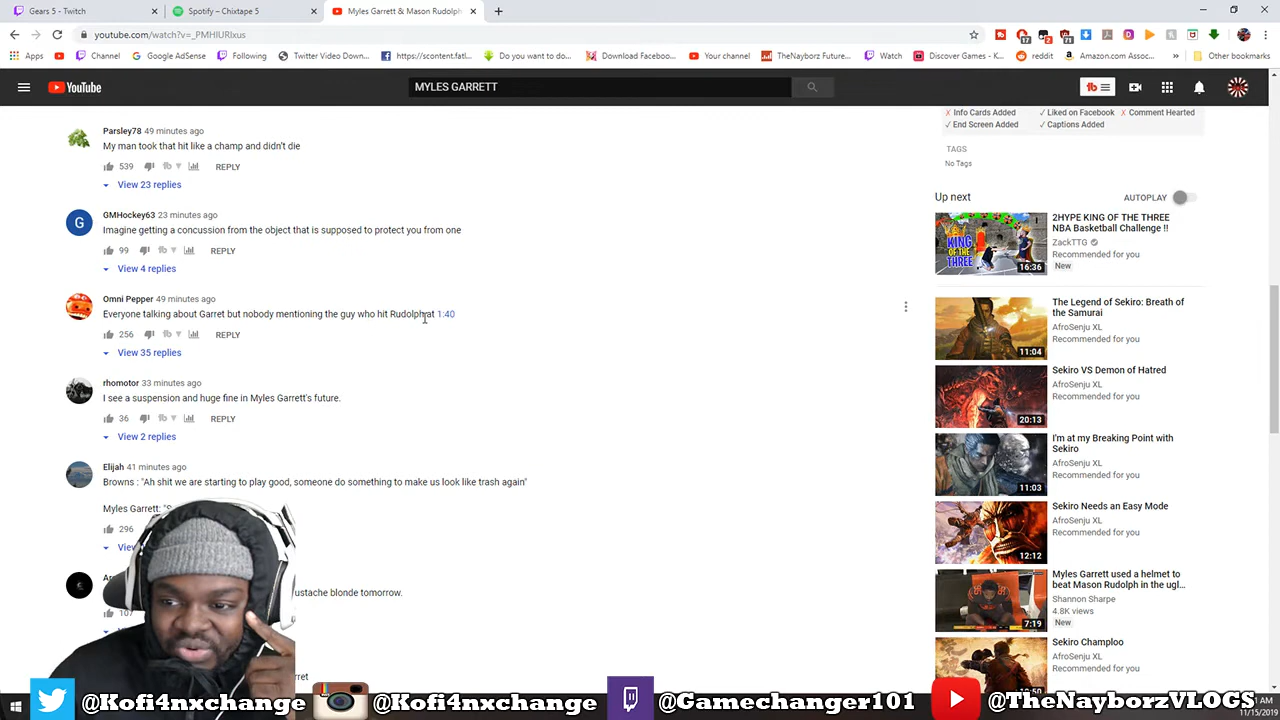 Gears 5 - Twitch
Spotify – Chixtape 5
Myles Garrett & Mason Rudolph
youtube.com/watch?v=_PMHIURlxus
17
2
71
Apps
Channel
Google AdSense
Following
Twitter Video Down...
https://scontent.fatl...
Do you want to do...
Download Faceboo...
Your channel
TheNayborz Future...
Watch
Discover Games - K...
reddit
Amazon.com Assoc...
Other bookmarks
YouTube
MYLES GARRETT
Info Cards Added
Liked on Facebook
Comment Hearted
End Screen Added
Captions Added
TAGS
No Tags
Parsley78 49 minutes ago
My man took that hit like a champ and didn't die
539
REPLY
View 23 replies
GMHockey63 23 minutes ago
Imagine getting a concussion from the object that is supposed to protect you from one
99
REPLY
View 4 replies
Omni Pepper 49 minutes ago
Everyone talking about Garret but nobody mentioning the guy who hit Rudolph at 1:40
256
REPLY
View 35 replies
rhomotor 33 minutes ago
I see a suspension and huge fine in Myles Garrett's future.
36
REPLY
View 2 replies
Elijah 41 minutes ago
Browns : "Ah shit we are starting to play good, someone do something to make us look like trash again"
Myles Garrett:
296
ustache blonde tomorrow.
Up next
AUTOPLAY
KING OF THE THREE
16:36
2HYPE KING OF THE THREE
NBA Basketball Challenge !!
ZackTTG
Recommended for you
New
11:04
The Legend of Sekiro: Breath of
the Samurai
AfroSenju XL
Recommended for you
20:13
Sekiro VS Demon of Hatred
AfroSenju XL
Recommended for you
11:03
I'm at my Breaking Point with
Sekiro
AfroSenju XL
Recommended for you
12:12
Sekiro Needs an Easy Mode
AfroSenju XL
Recommended for you
7:19
Myles Garrett used a helmet to
beat Mason Rudolph in the ugl...
Shannon Sharpe
4.8K views
New
Sekiro Champloo
AfroSenju XL
Recommended for you
@Kofi4nxchange
@Kofi4nxchange
@Gamechanger101
@TheNayborzVLOGS
11/15/2019